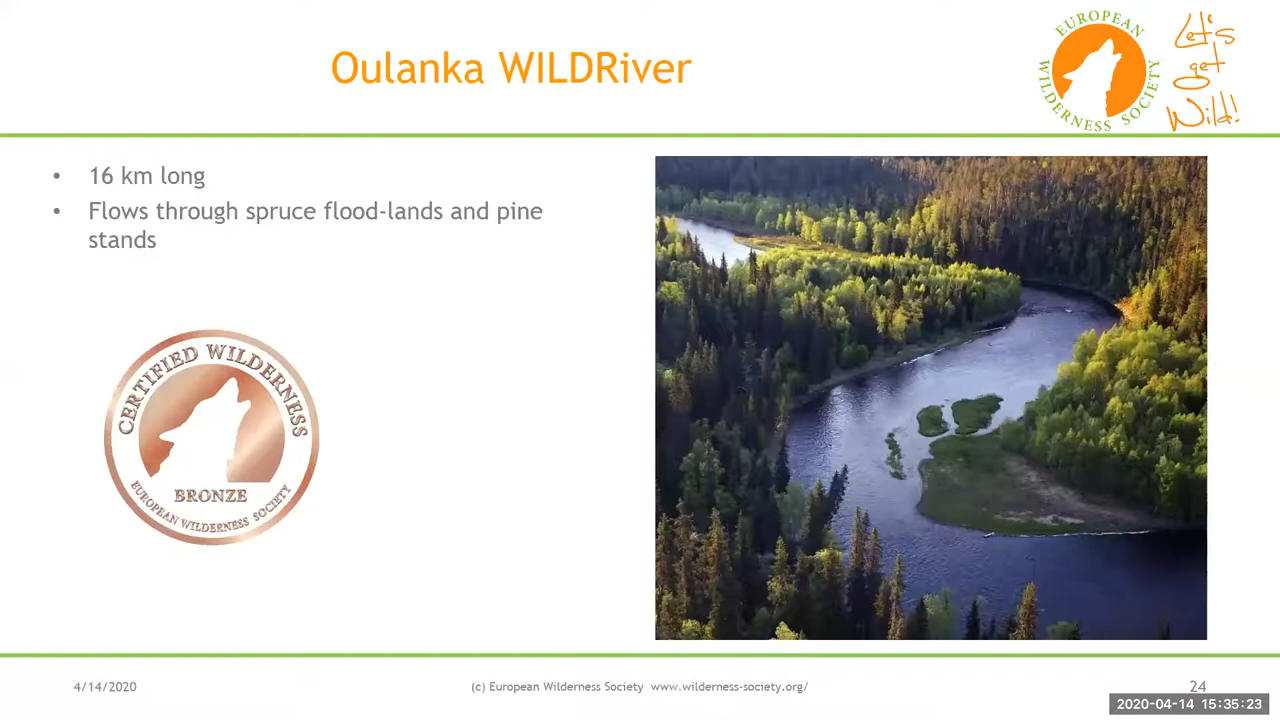 Oulanka WILDRiver
EUROPEAN
WILDERNESS SOCIETY
Let's
get
Wild!
• 16 km long
• Flows through spruce flood-lands and pine
stands
CERTIFIED WILDERNESS
BRONZE
EUROPEAN WILDERNESS SOCIETY
4/14/2020
(c) European Wilderness Society www.wilderness-society.org/
24
2020-04-14 15:35:23